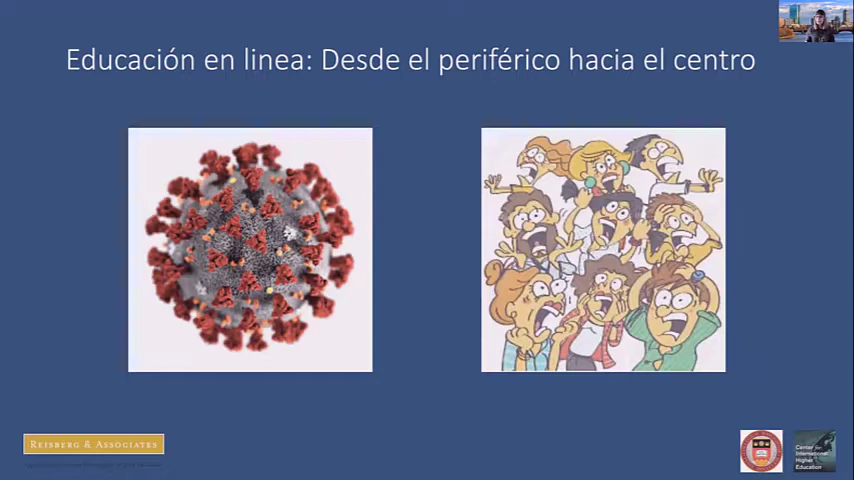 Educación en linea: Desde el periférico hacia el centro
REISBERG & ASSOCIATES
Center for
International
Higher
Education